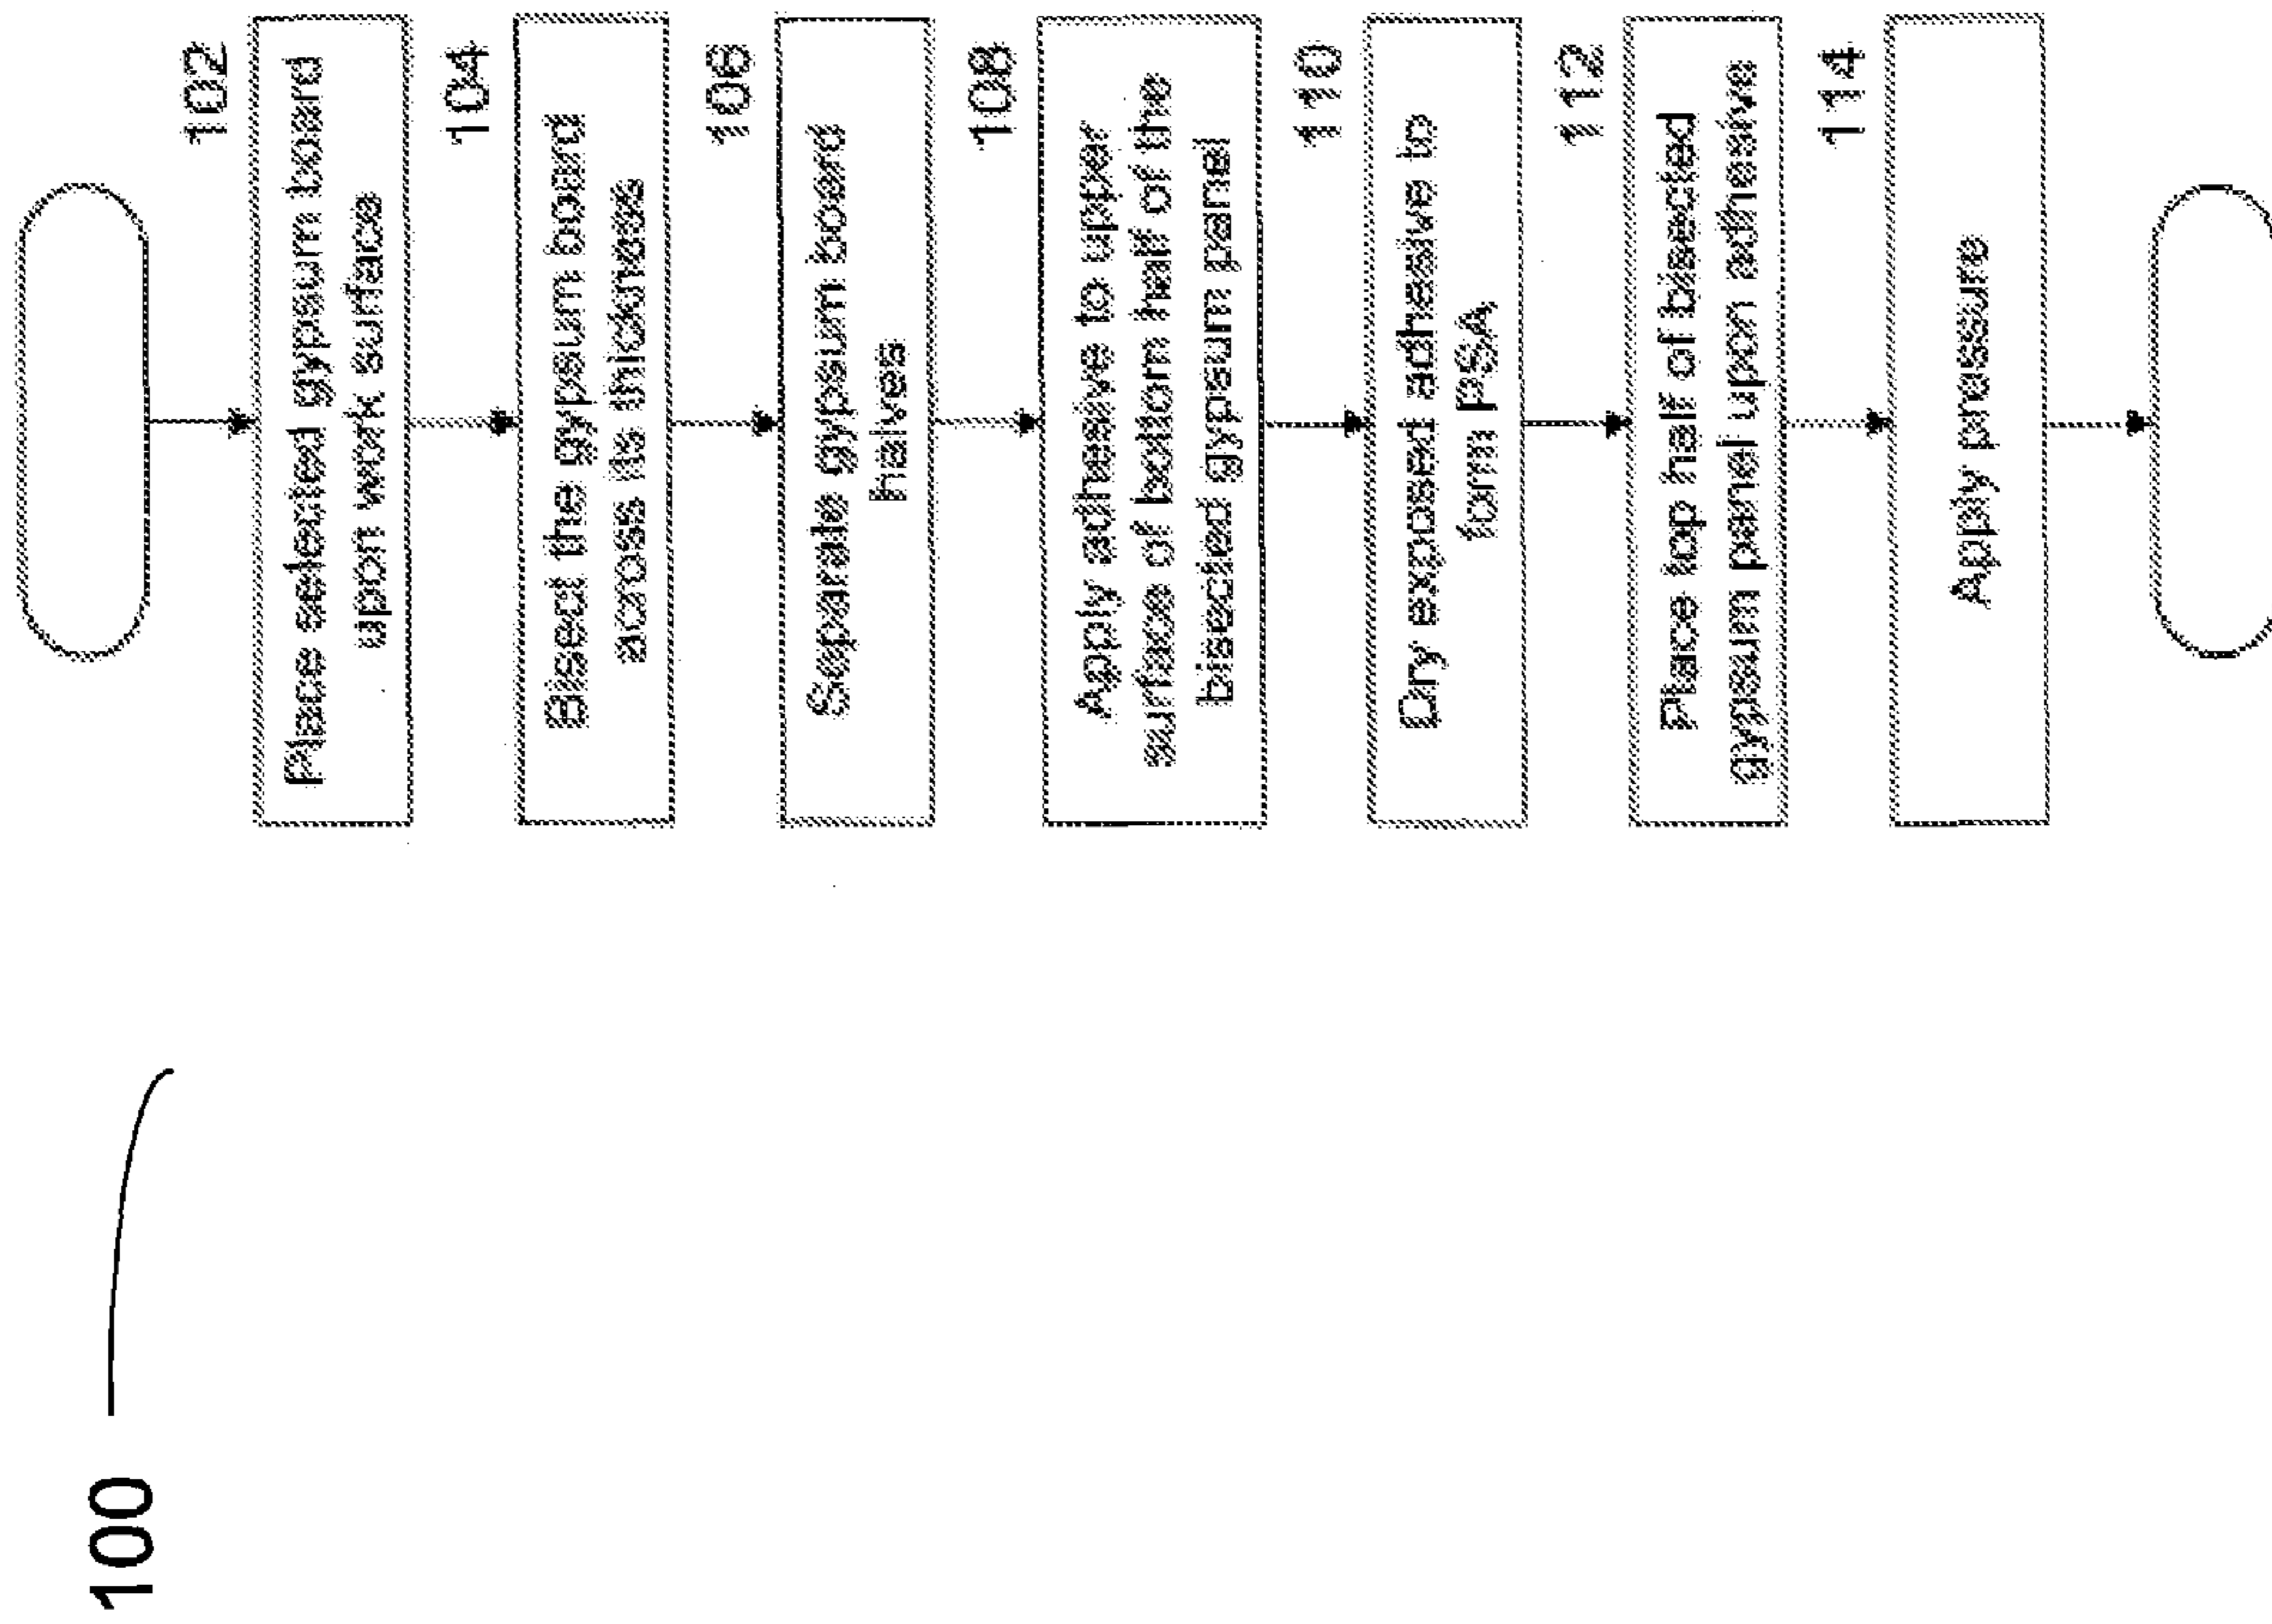 100
102
Place selected gypsum board
upon work surface
104
Bisect the gypsum board
across its thickness
106
Separate gypsum board
halves
108
Apply adhesive to upper
surface of bottom half of the
bisected gypsum panel
110
Dry exposed adhesive to
form PSA
112
Place top half of bisected
gypsum panel upon adhesive
114
Apply pressure